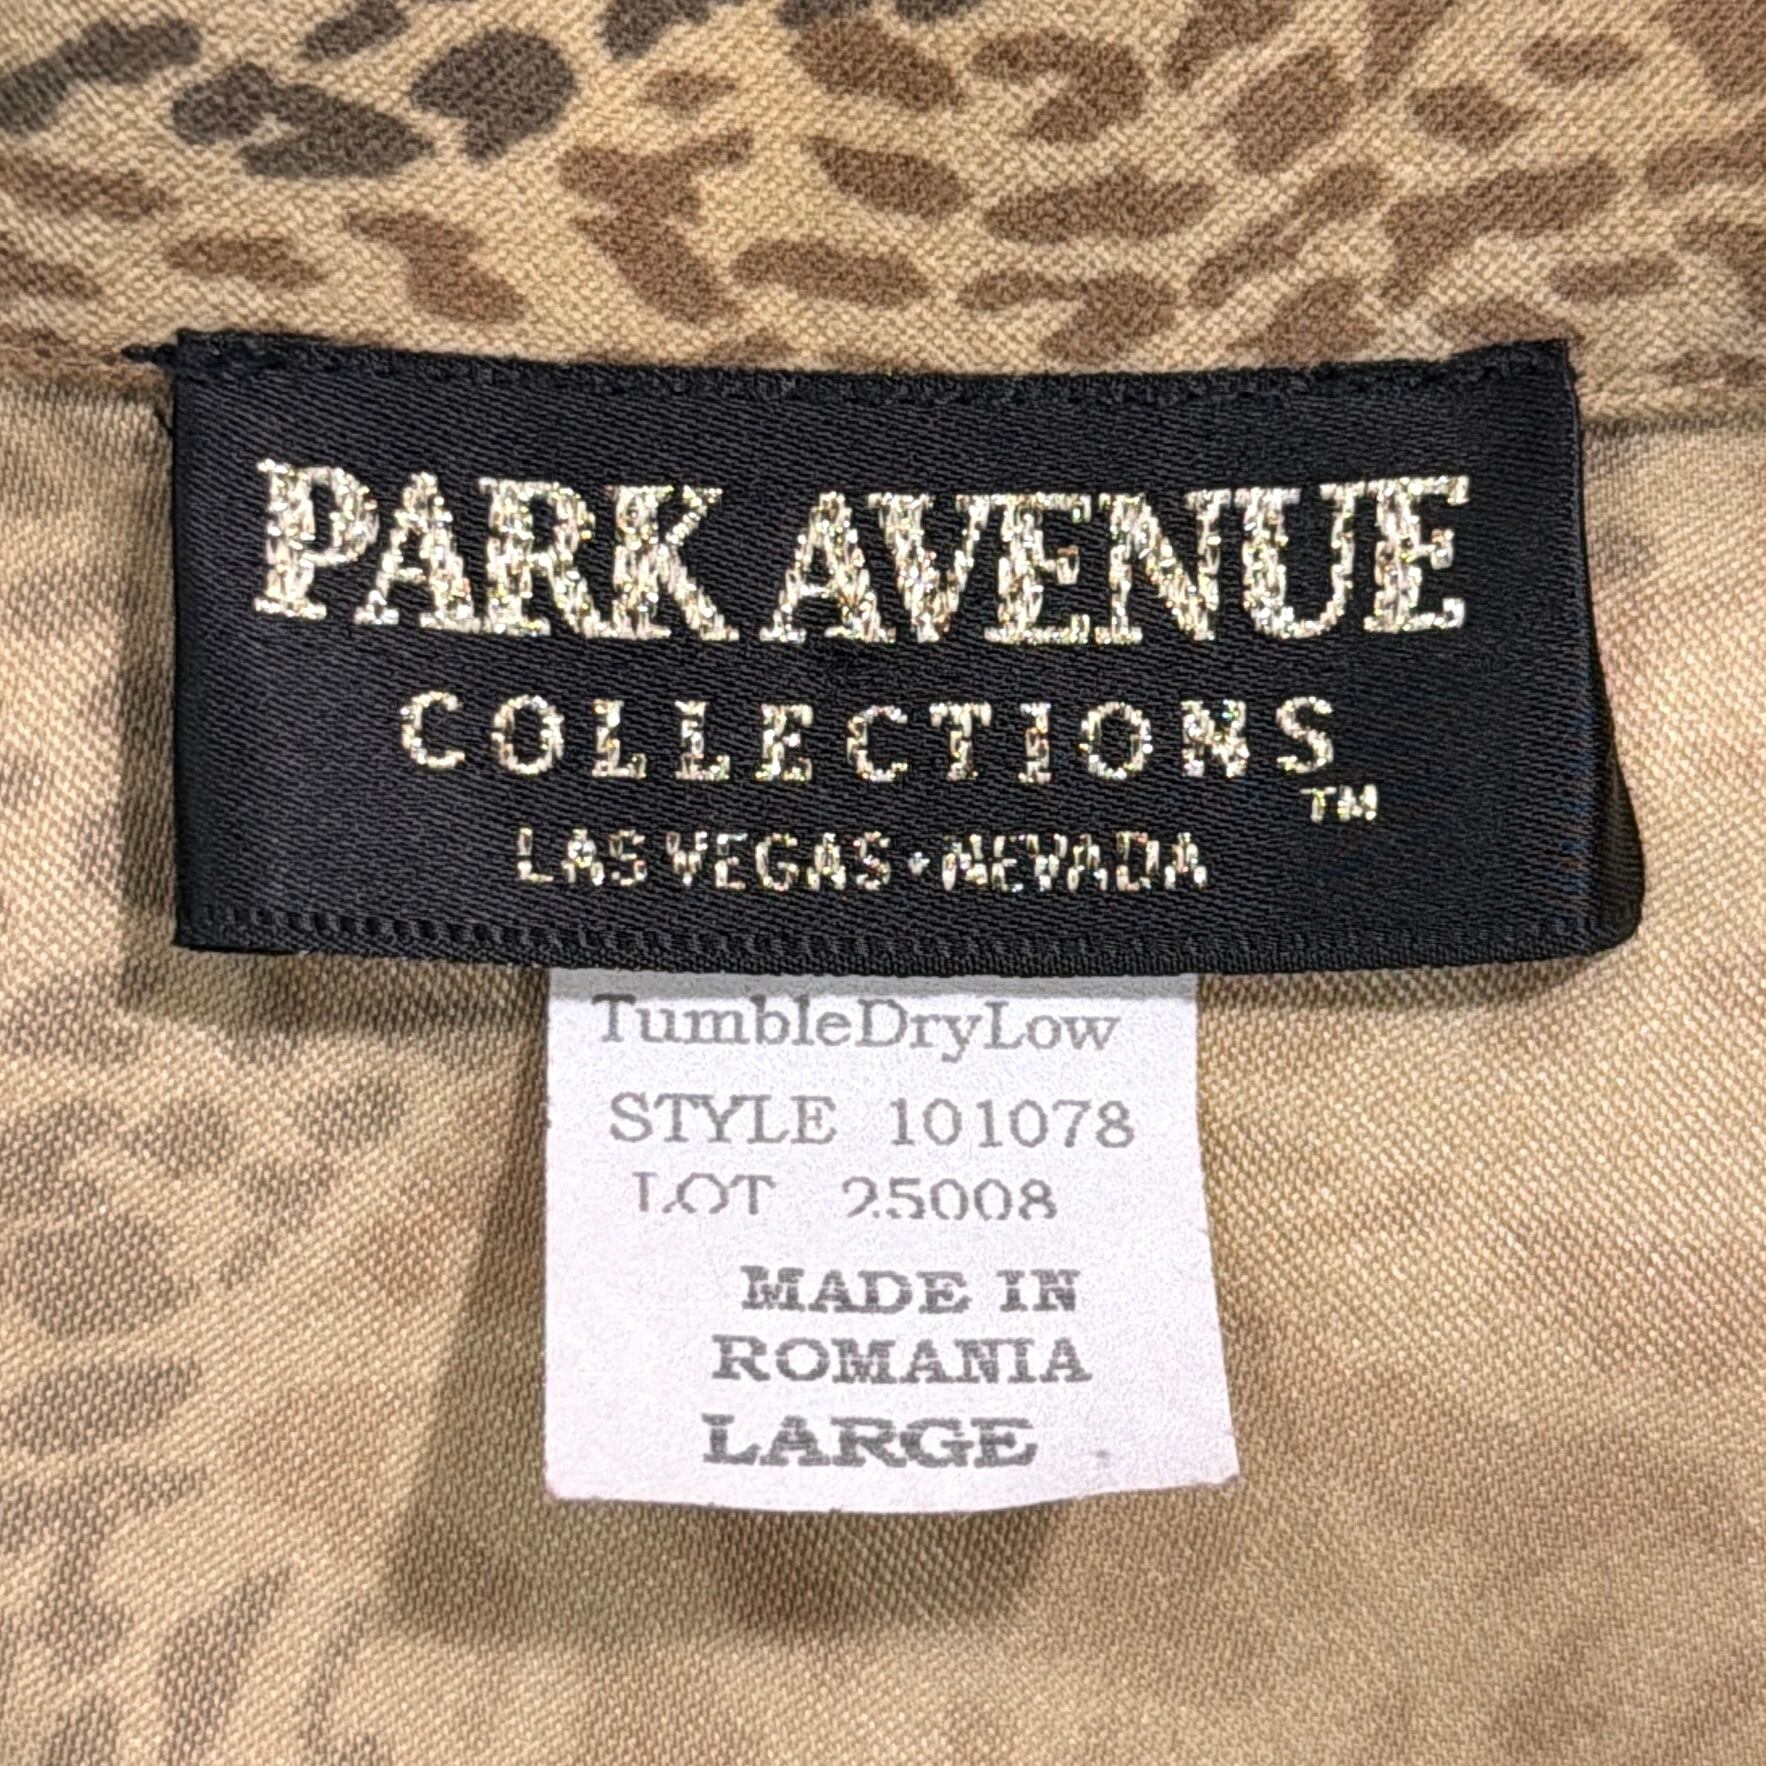 PARK AVENUE
COLLECTIONS
TM
LAS VEGAS • NEVADA
TumbleDryLow
STYLE 101078
LOT 25008
MADE IN
ROMANIA
LARGE